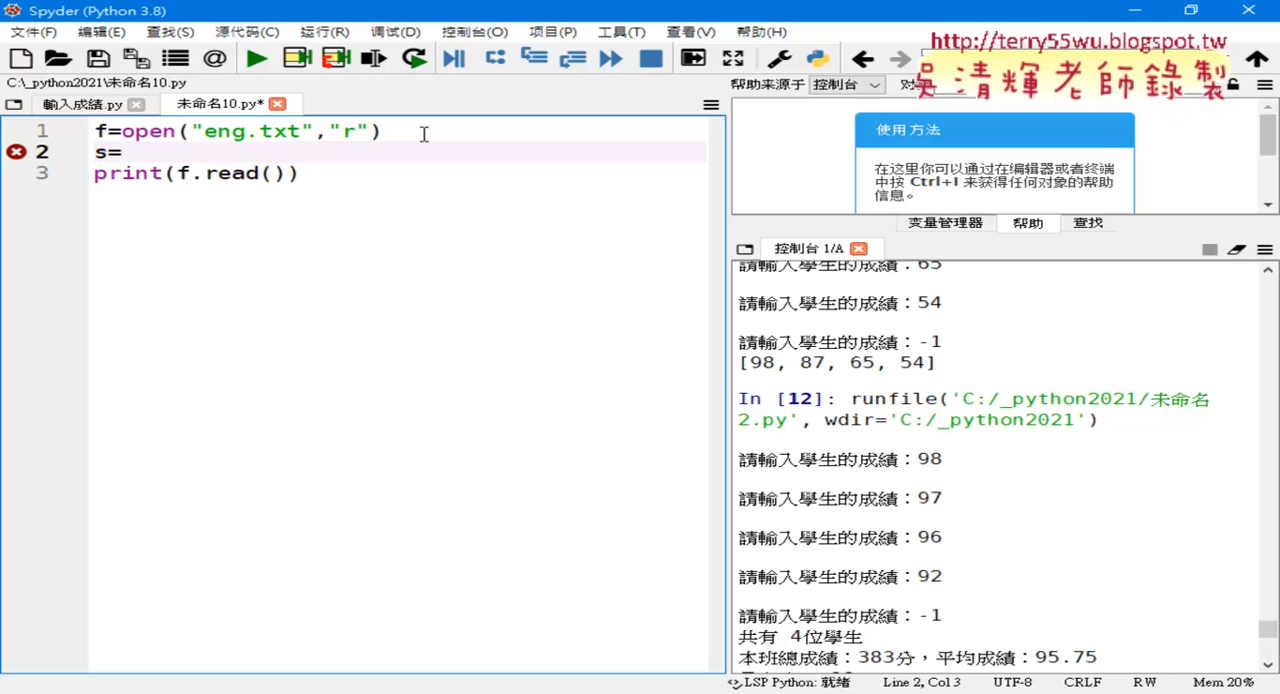 Spyder (Python 3.8)
文件(F) 编辑(E) 查找(S) 源代码(C) 运行(R) 调试(D) 控制台(O) 项目(P) 工具(T) 查看(V) 帮助(H)
http://terry55wu.blogspot.tw
吳清輝老師錄製
C:\_python2021\未命名10.py
帮助来源于 控制台 对
輸入成績.py 未命名10.py*
1 f=open("eng.txt","r")
2 s=
3 print(f.read())
使用方法
在这里你可以通过在编辑器或者终端
中按 Ctrl+I 来获得任何对象的帮助
信息。
变量管理器 帮助 查找
控制台 1/A
請輸入學生的成績：65
請輸入學生的成績：54
請輸入學生的成績：-1
[98, 87, 65, 54]
In [12]: runfile('C:/_python2021/未命名
2.py', wdir='C:/_python2021')
請輸入學生的成績：98
請輸入學生的成績：97
請輸入學生的成績：96
請輸入學生的成績：92
請輸入學生的成績：-1
共有 4位學生
本班總成績：383分，平均成績：95.75
LSP Python: 就绪 Line 2, Col 3 UTF-8 CRLF RW Mem 20%